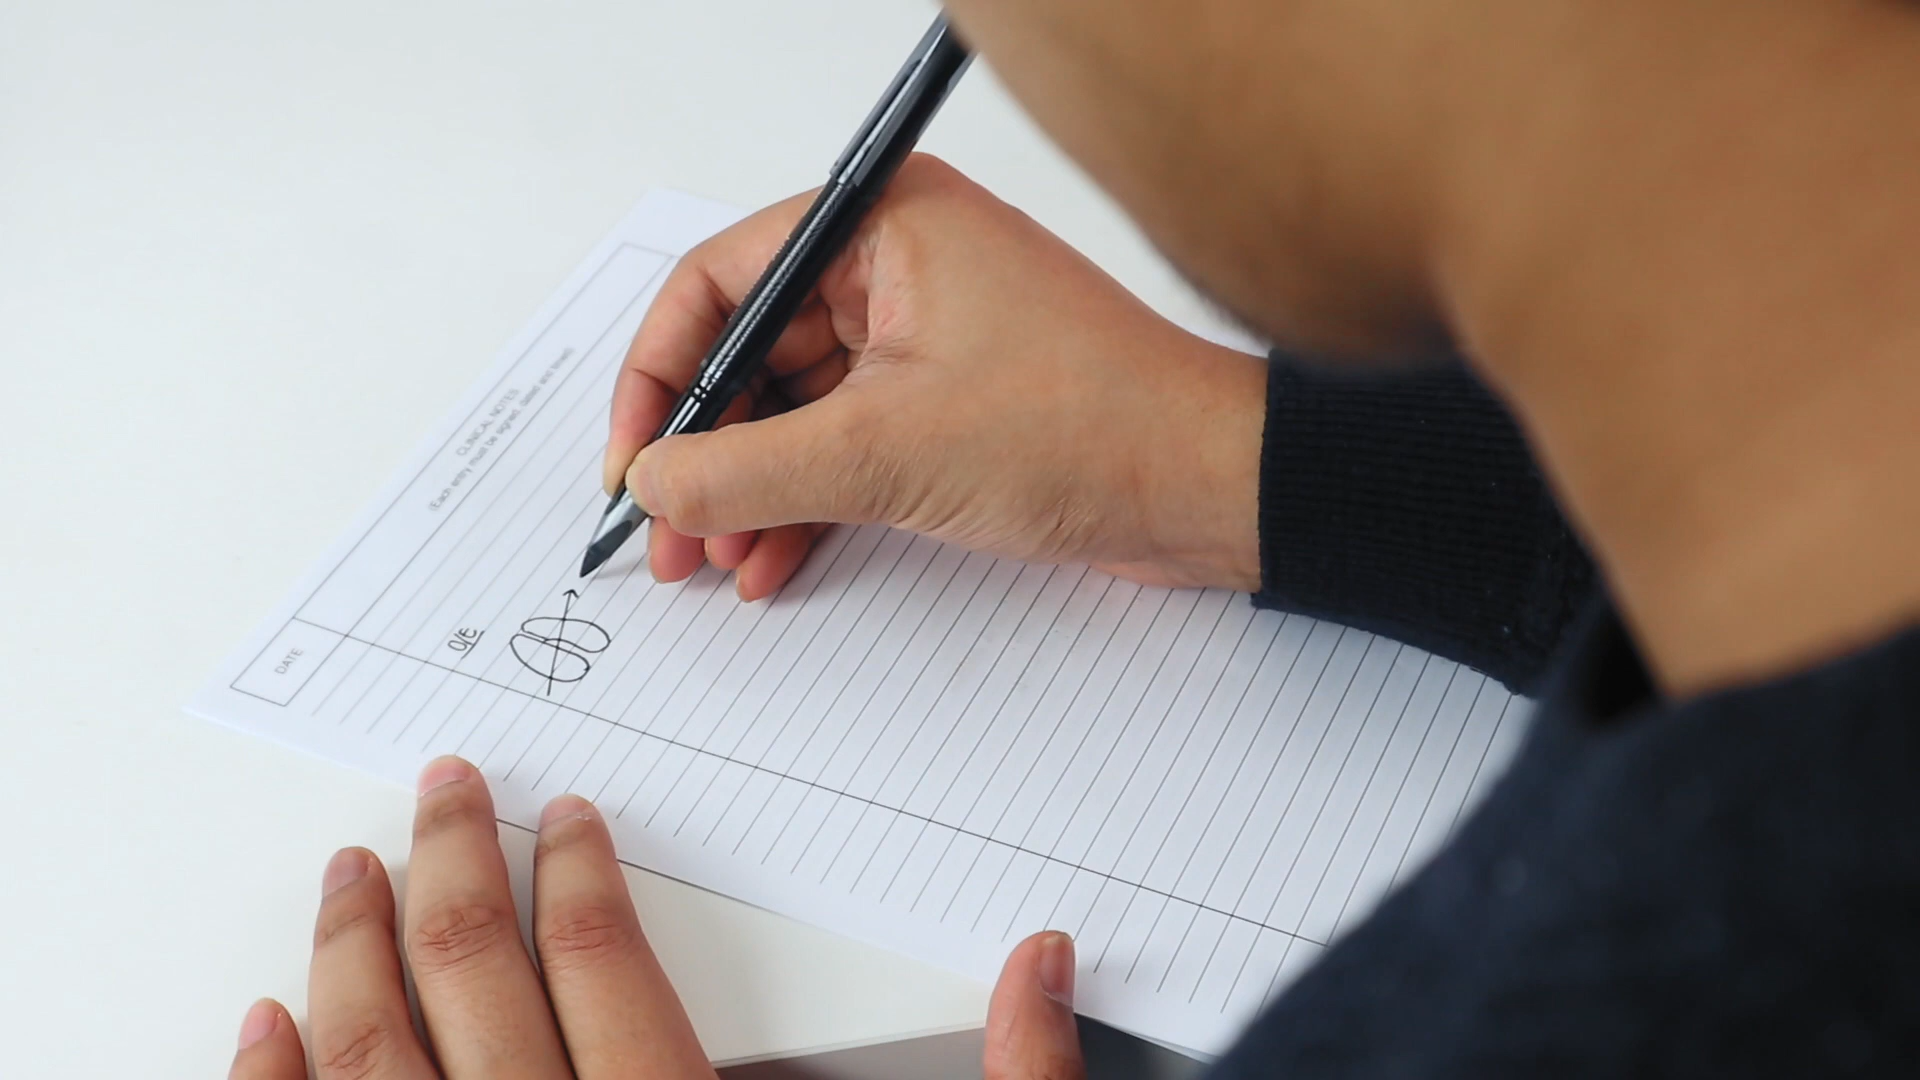 CLINICAL NOTES
(Each entry must be signed, dated and timed)
DATE
O/E